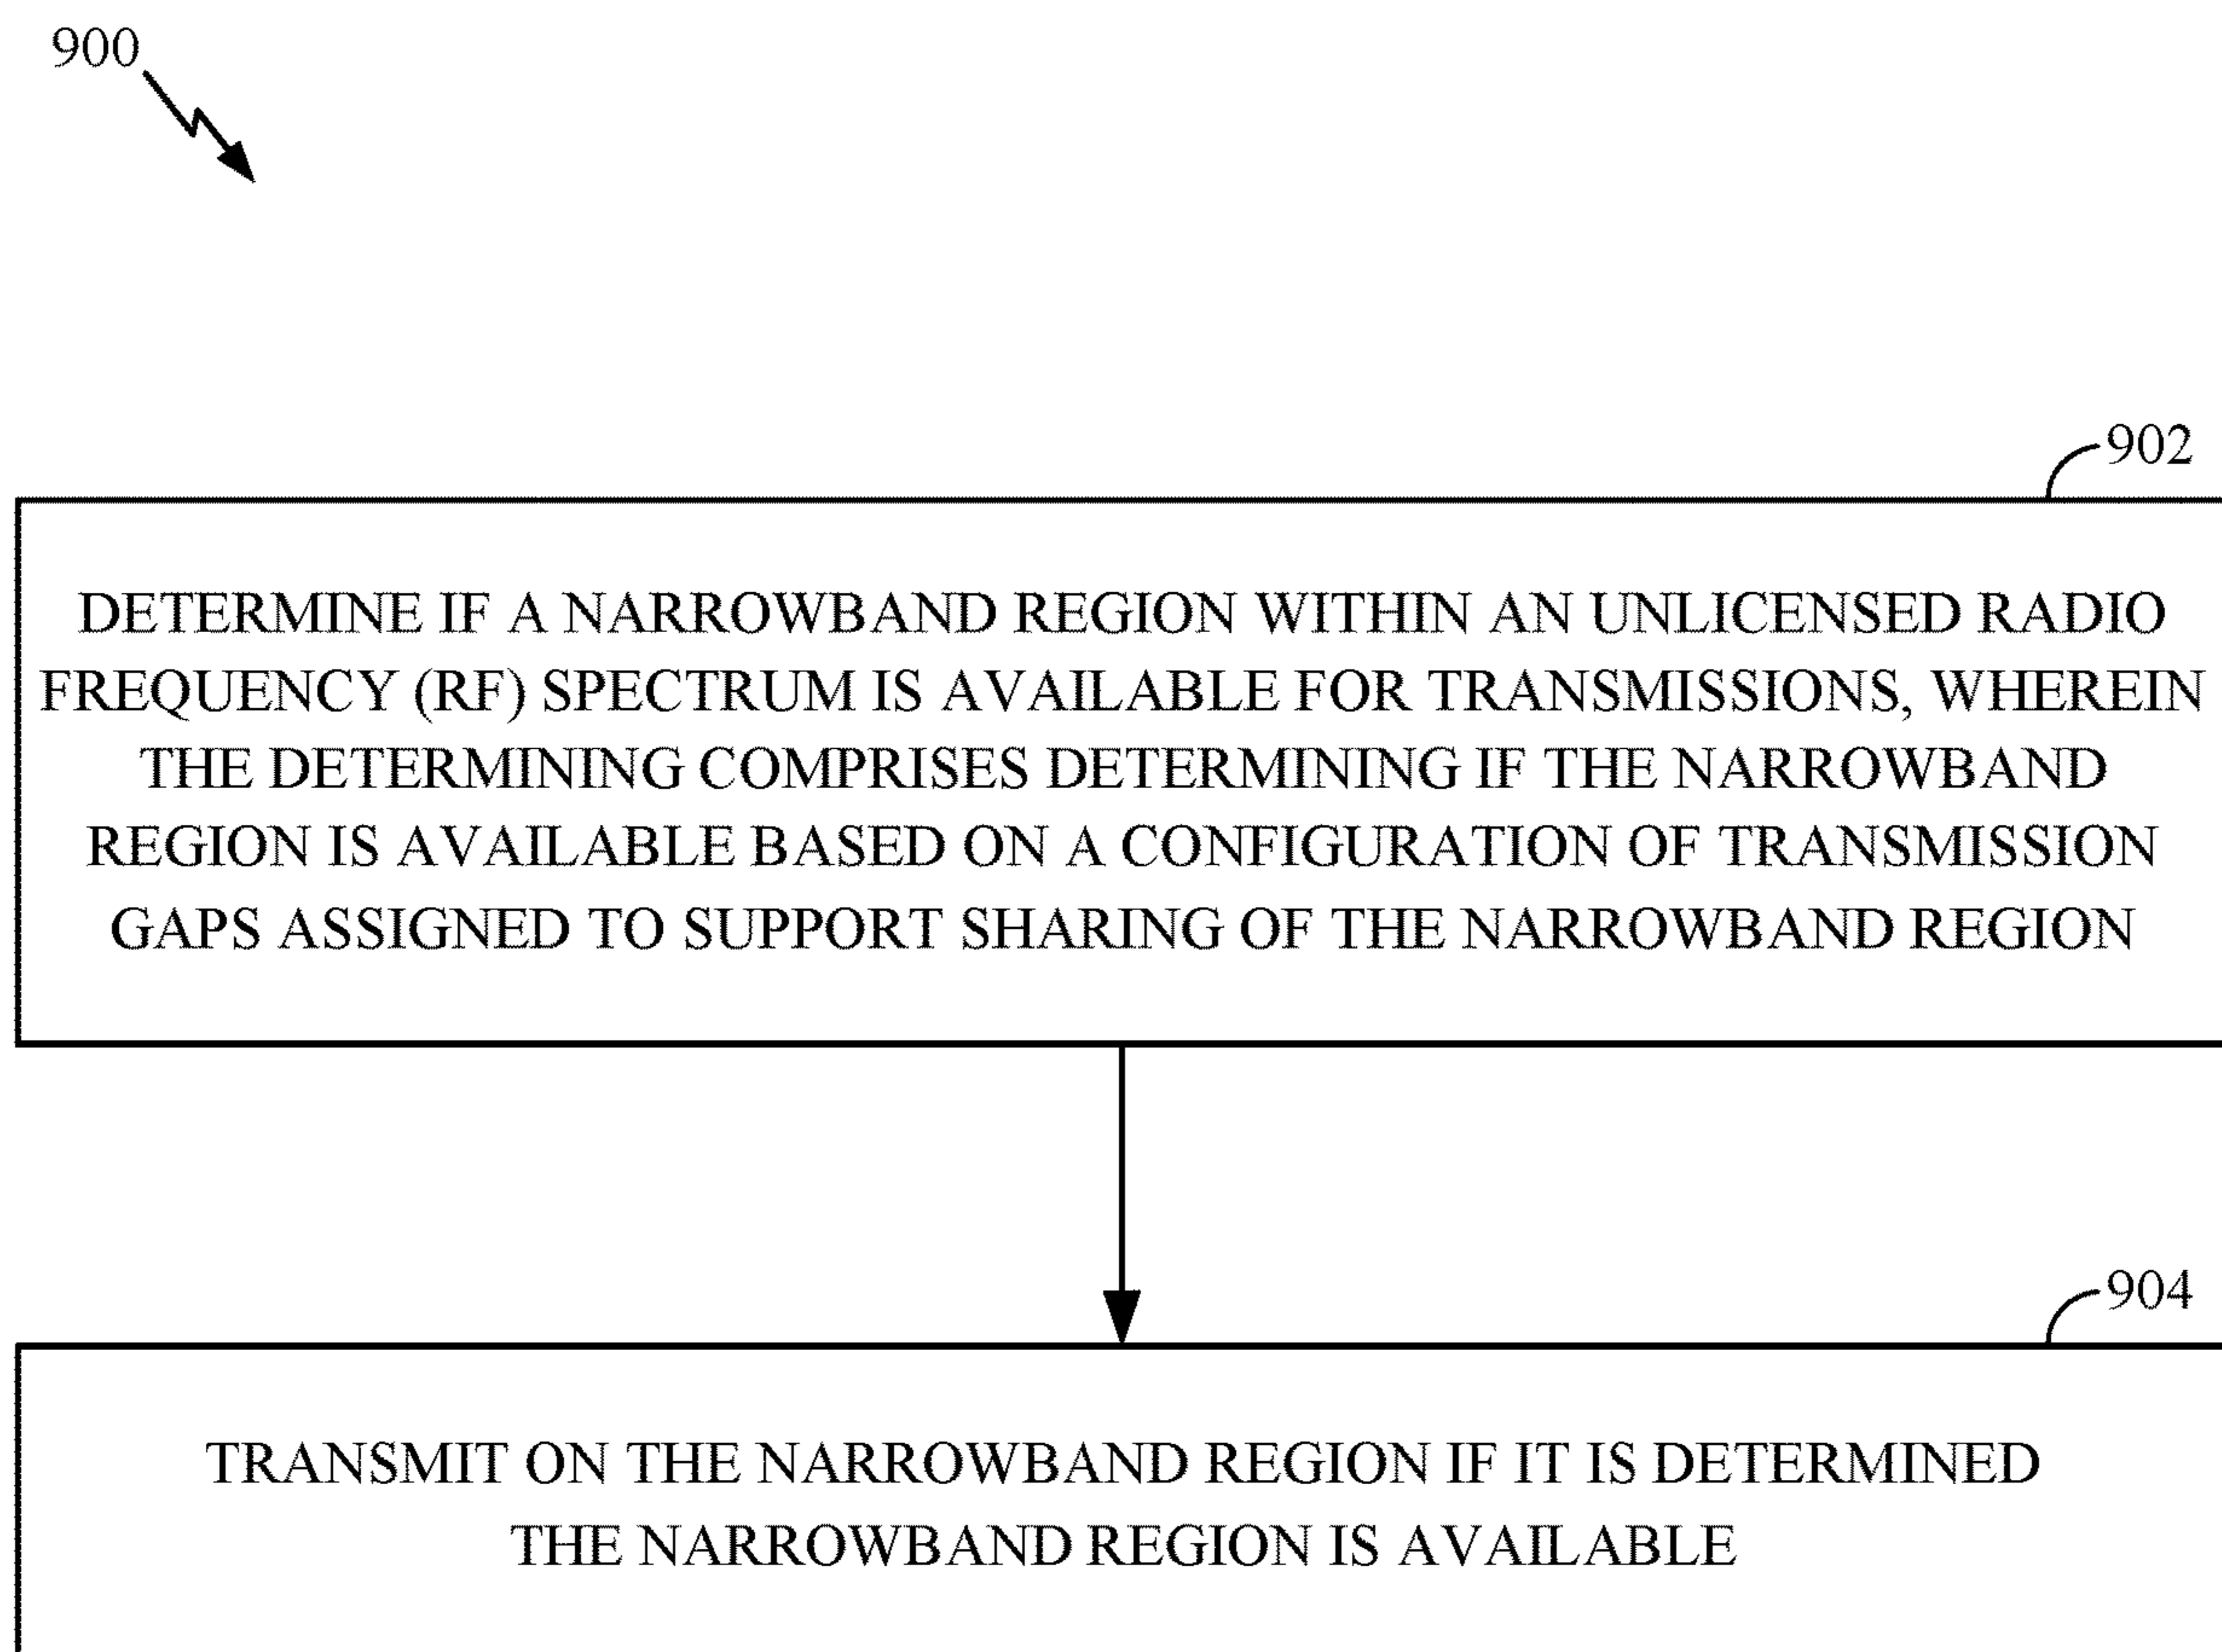 900
902
DETERMINE IF A NARROWBAND REGION WITHIN AN UNLICENSED RADIO
FREQUENCY (RF) SPECTRUM IS AVAILABLE FOR TRANSMISSIONS, WHEREIN
THE DETERMINING COMPRISES DETERMINING IF THE NARROWBAND
REGION IS AVAILABLE BASED ON A CONFIGURATION OF TRANSMISSION
GAPS ASSIGNED TO SUPPORT SHARING OF THE NARROWBAND REGION
904
TRANSMIT ON THE NARROWBAND REGION IF IT IS DETERMINED
THE NARROWBAND REGION IS AVAILABLE